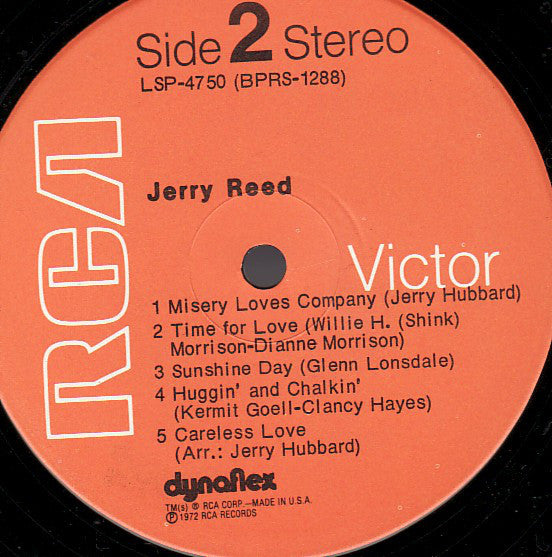 Side 2 Stereo
LSP-4750 (BPRS-1288)
RCA
Jerry Reed
Victor
1 Misery Loves Company (Jerry Hubbard)
2 Time for Love (Willie H. (Shink)
Morrison-Dianne Morrison)
3 Sunshine Day (Glenn Lonsdale)
4 Huggin' and Chalkin'
(Kermit Goell-Clancy Hayes)
5 Careless Love
(Arr.: Jerry Hubbard)
dynaflex
TM(s) ® RCA CORP.—MADE IN U.S.A.
Ⓟ1972 RCA RECORDS